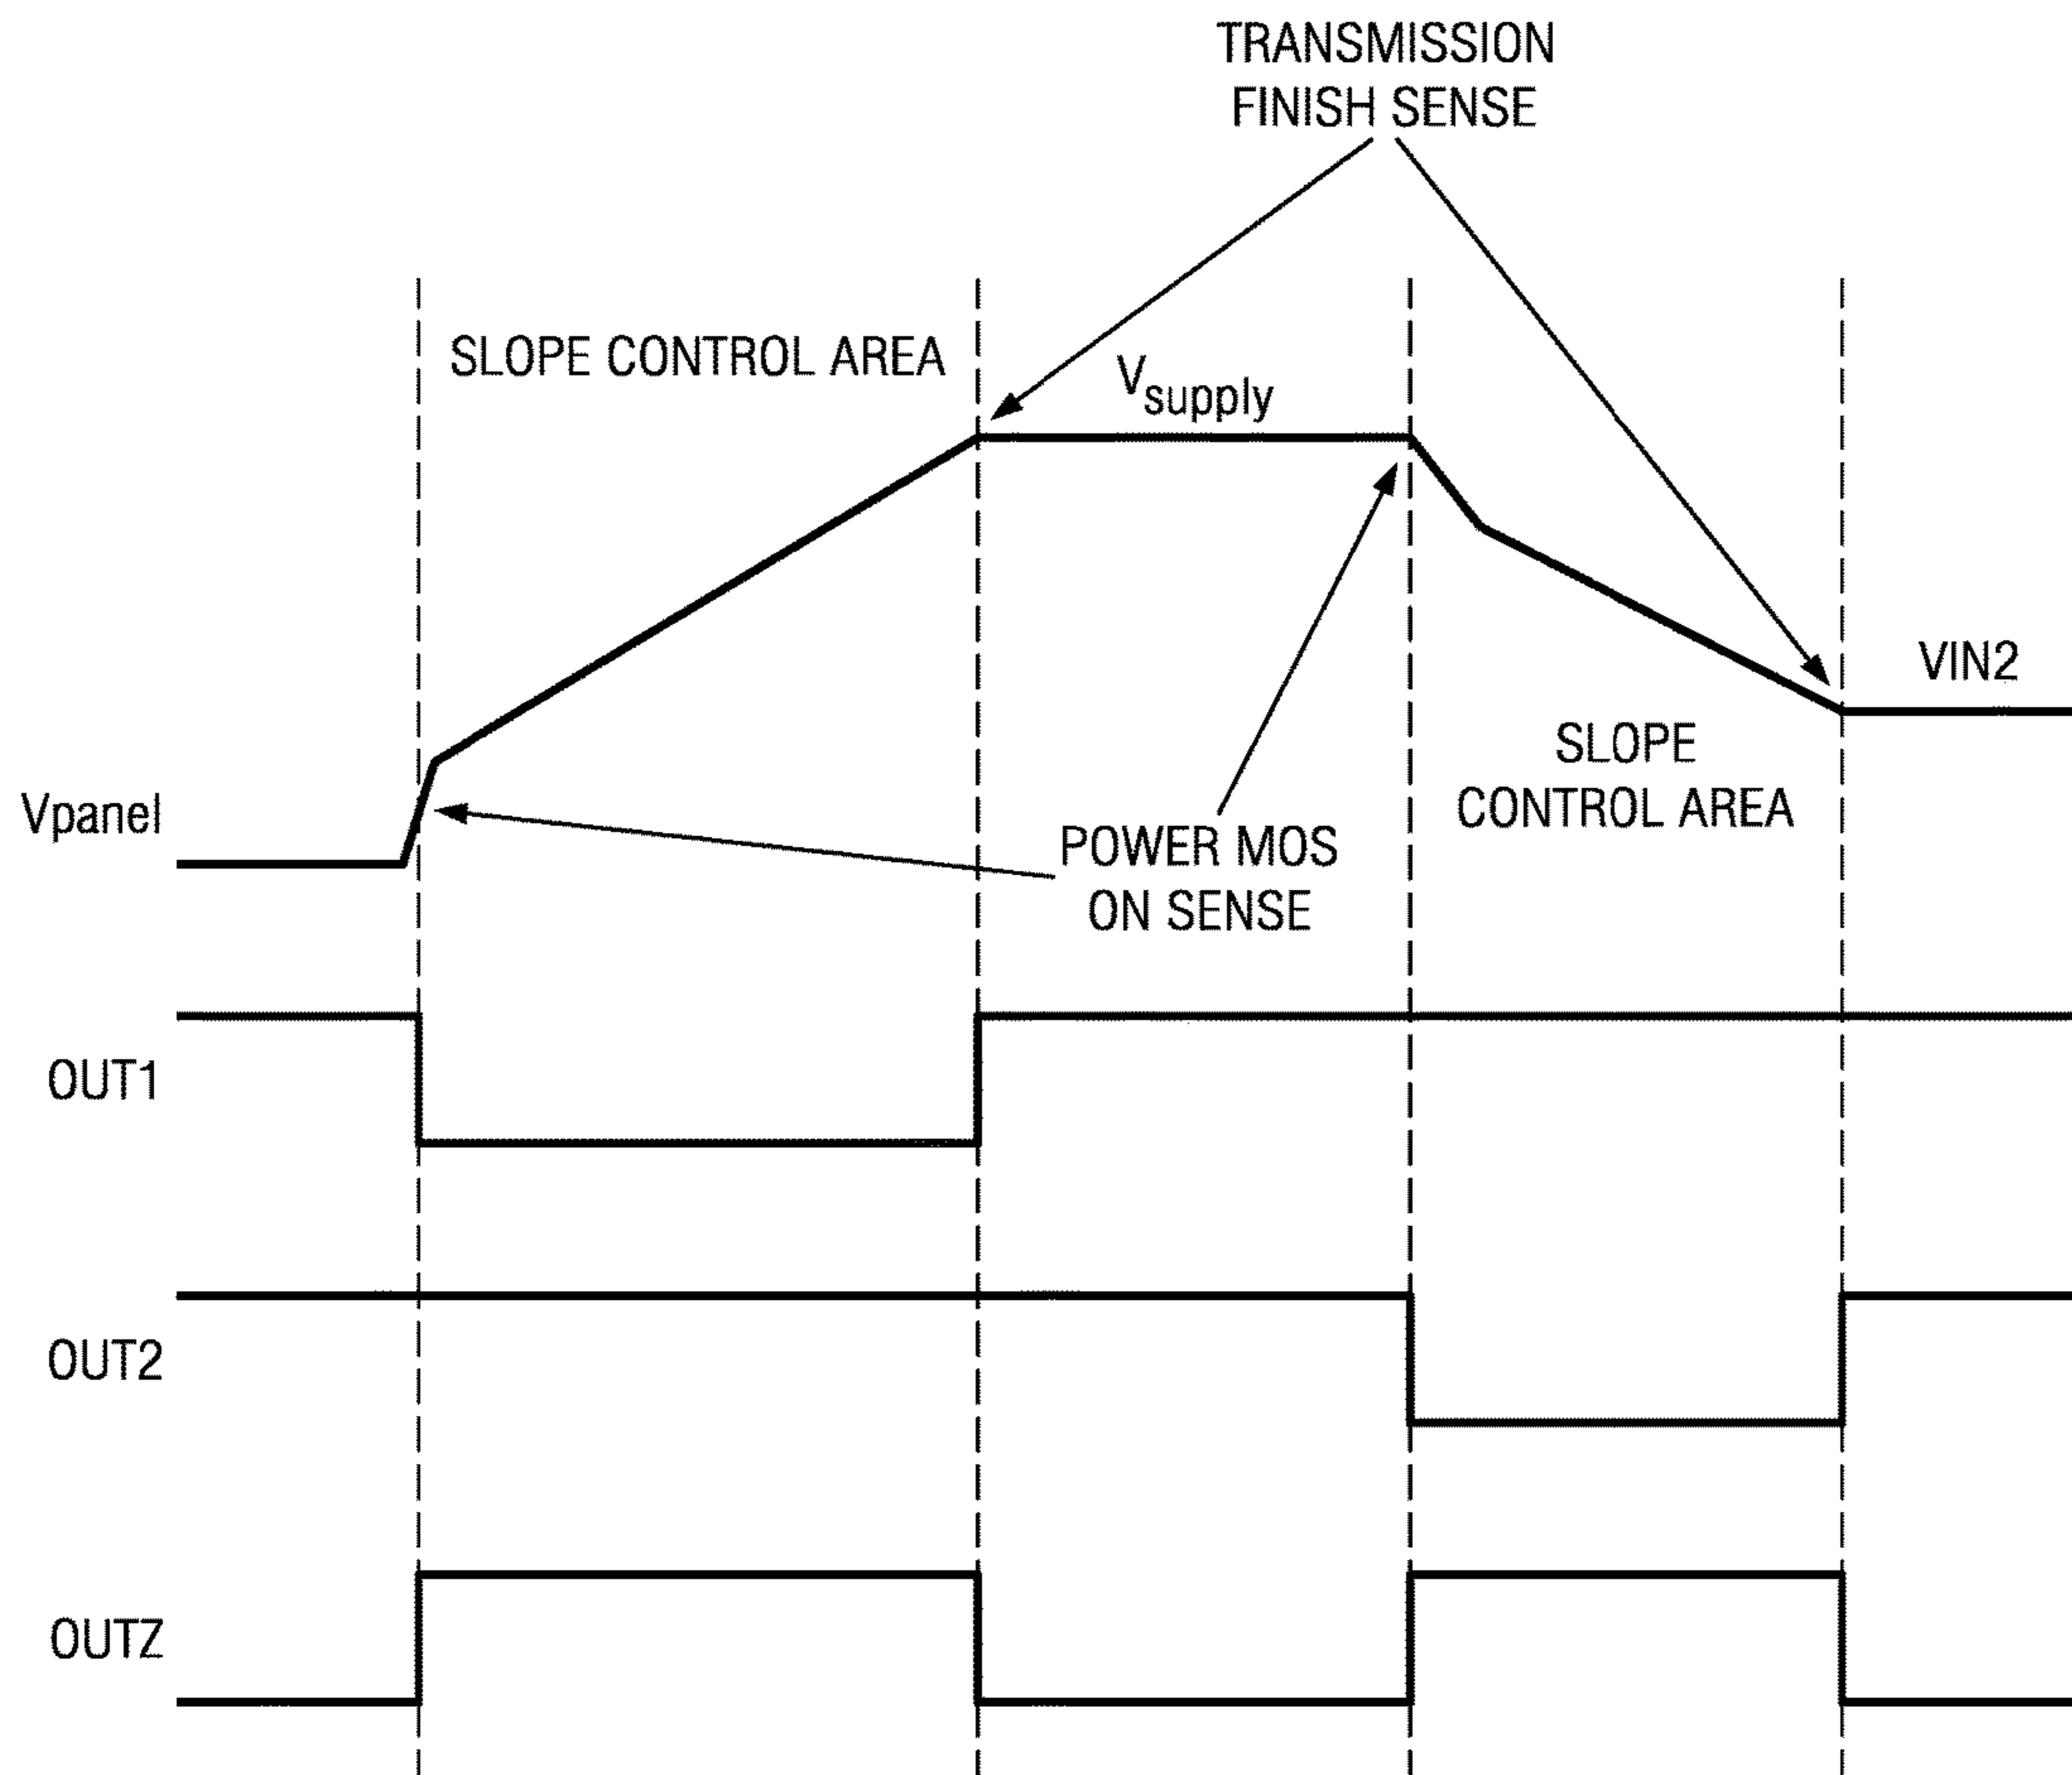 TRANSMISSION
FINISH SENSE
SLOPE CONTROL AREA
Vsupply
VIN2
SLOPE
CONTROL AREA
Vpanel
POWER MOS
ON SENSE
OUT1
OUT2
OUTZ